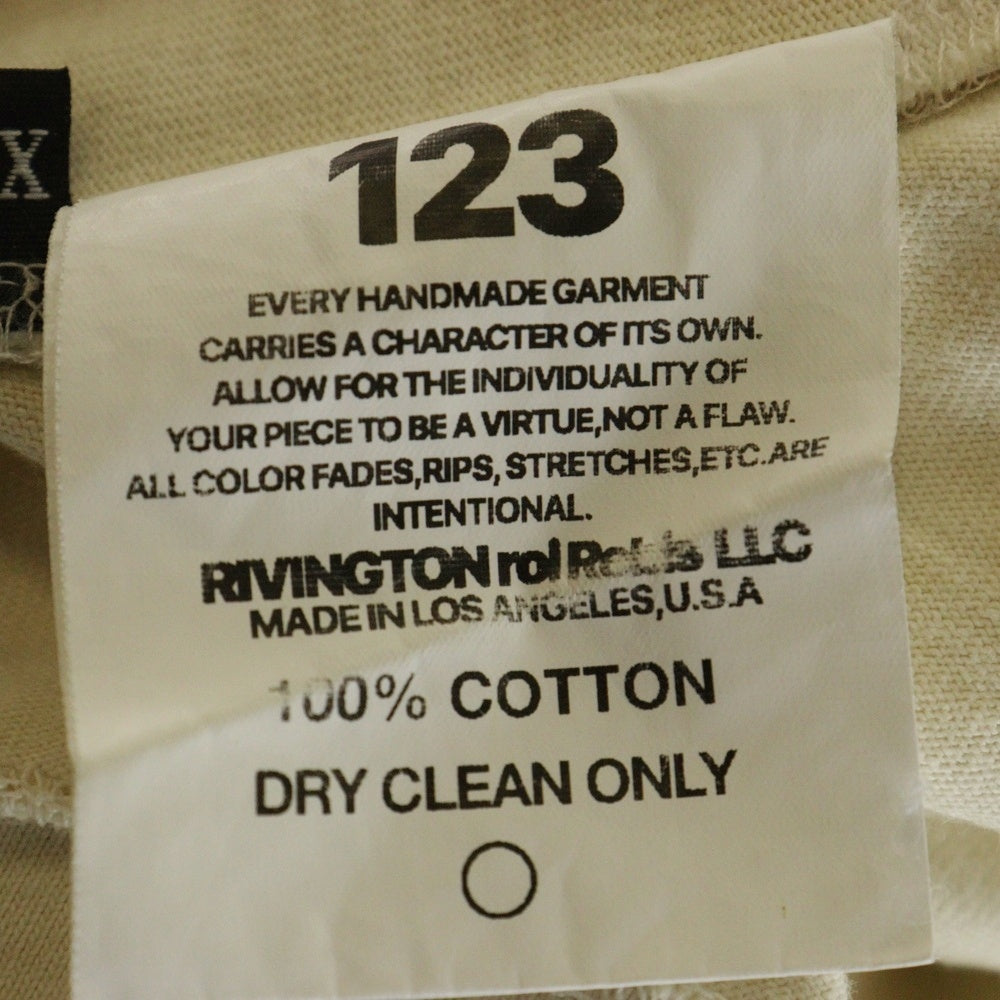 X
123
EVERY HANDMADE GARMENT
CARRIES A CHARACTER OF ITS OWN.
ALLOW FOR THE INDIVIDUALITY OF
YOUR PIECE TO BE A VIRTUE,NOT A FLAW.
ALL COLOR FADES,RIPS, STRETCHES,ETC.ARE
INTENTIONAL.
RIVINGTON LLC
MADE IN LOS ANGELES,U.S.A
100% COTTON
DRY CLEAN ONLY